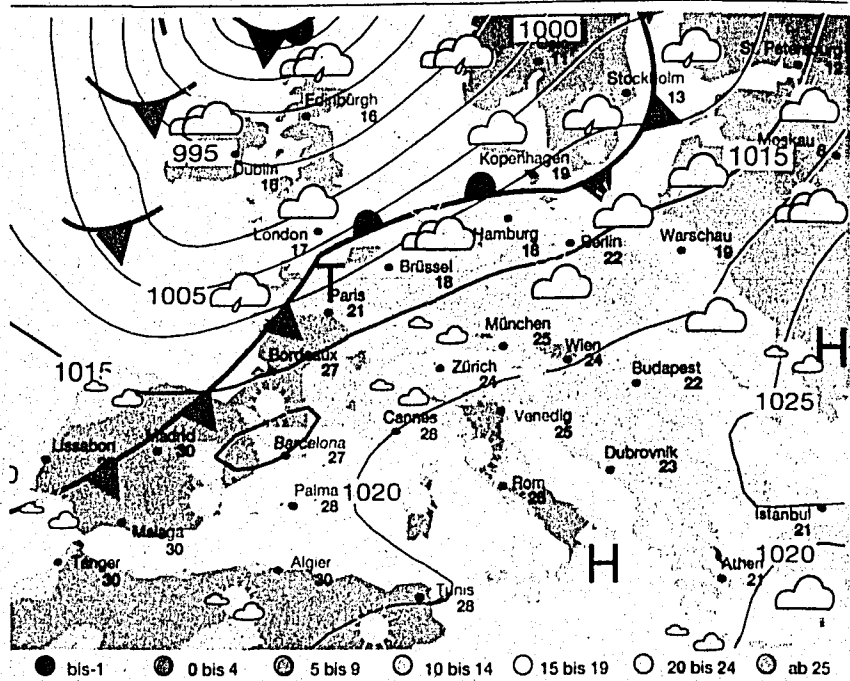 1000
11
St. Petersburg
12
Stockholm
13
Edinburgh
16
995
Dublin
18
Kopenhagen
19
Moskau
8
1015
London
17
Hamburg
18
Berlin
22
Warschau
19
Brüssel
18
1005
T
Paris
21
München
25
Wien
24
H
1015
Bordeaux
27
Zürich
24
Budapest
22
1025
Cannes
28
Venedig
25
Lissabon
Madrid
30
Barcelona
27
Dubrovnik
23
Palma
28
1020
Rom
28
Istanbul
21
Malaga
30
H
1020
Tanger
30
Algier
30
Athen
21
Tunis
28
bis-1 0 bis 4 5 bis 9 10 bis 14 15 bis 19 20 bis 24 ab 25